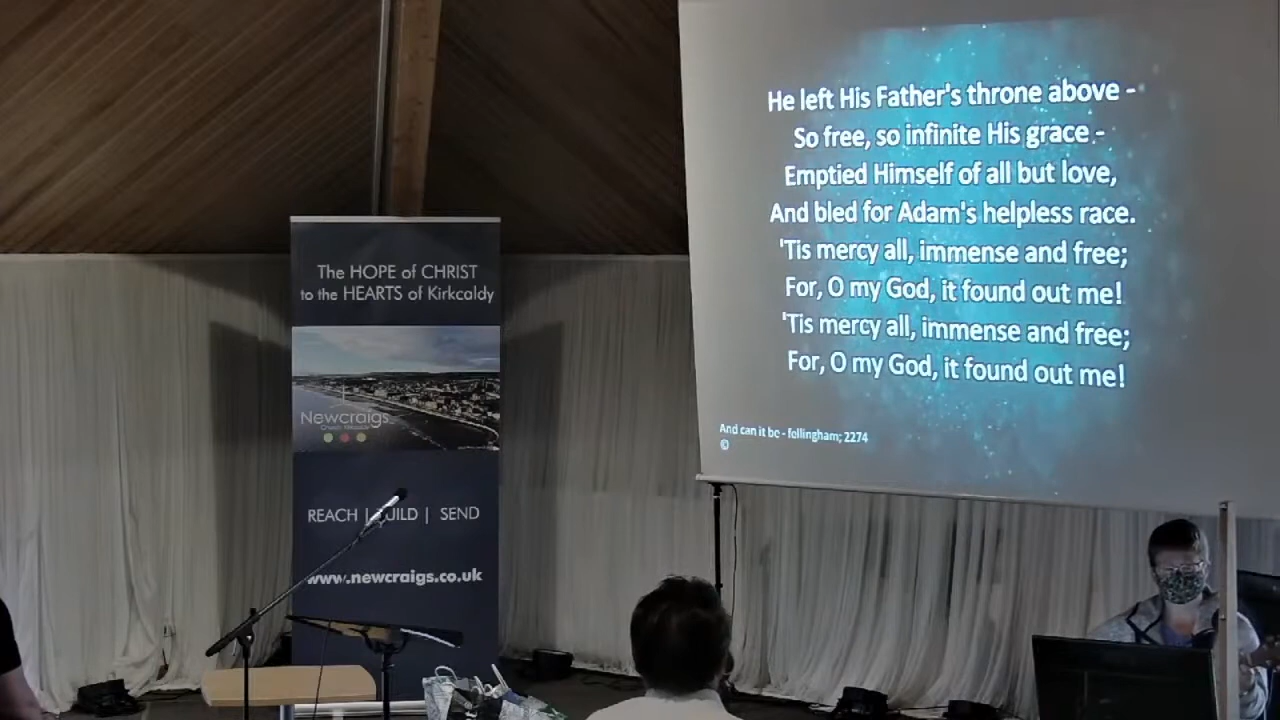 The HOPE of CHRIST
to the HEARTS of Kirkcaldy
Newcraigs
REACH | BUILD | SEND
www.newcraigs.co.uk
He left His Father's throne above -
So free, so infinite His grace -
Emptied Himself of all but love,
And bled for Adam's helpless race.
'Tis mercy all, immense and free;
For, O my God, it found out me!
'Tis mercy all, immense and free;
For, O my God, it found out me!
And can it be - fellingham; 2274
©